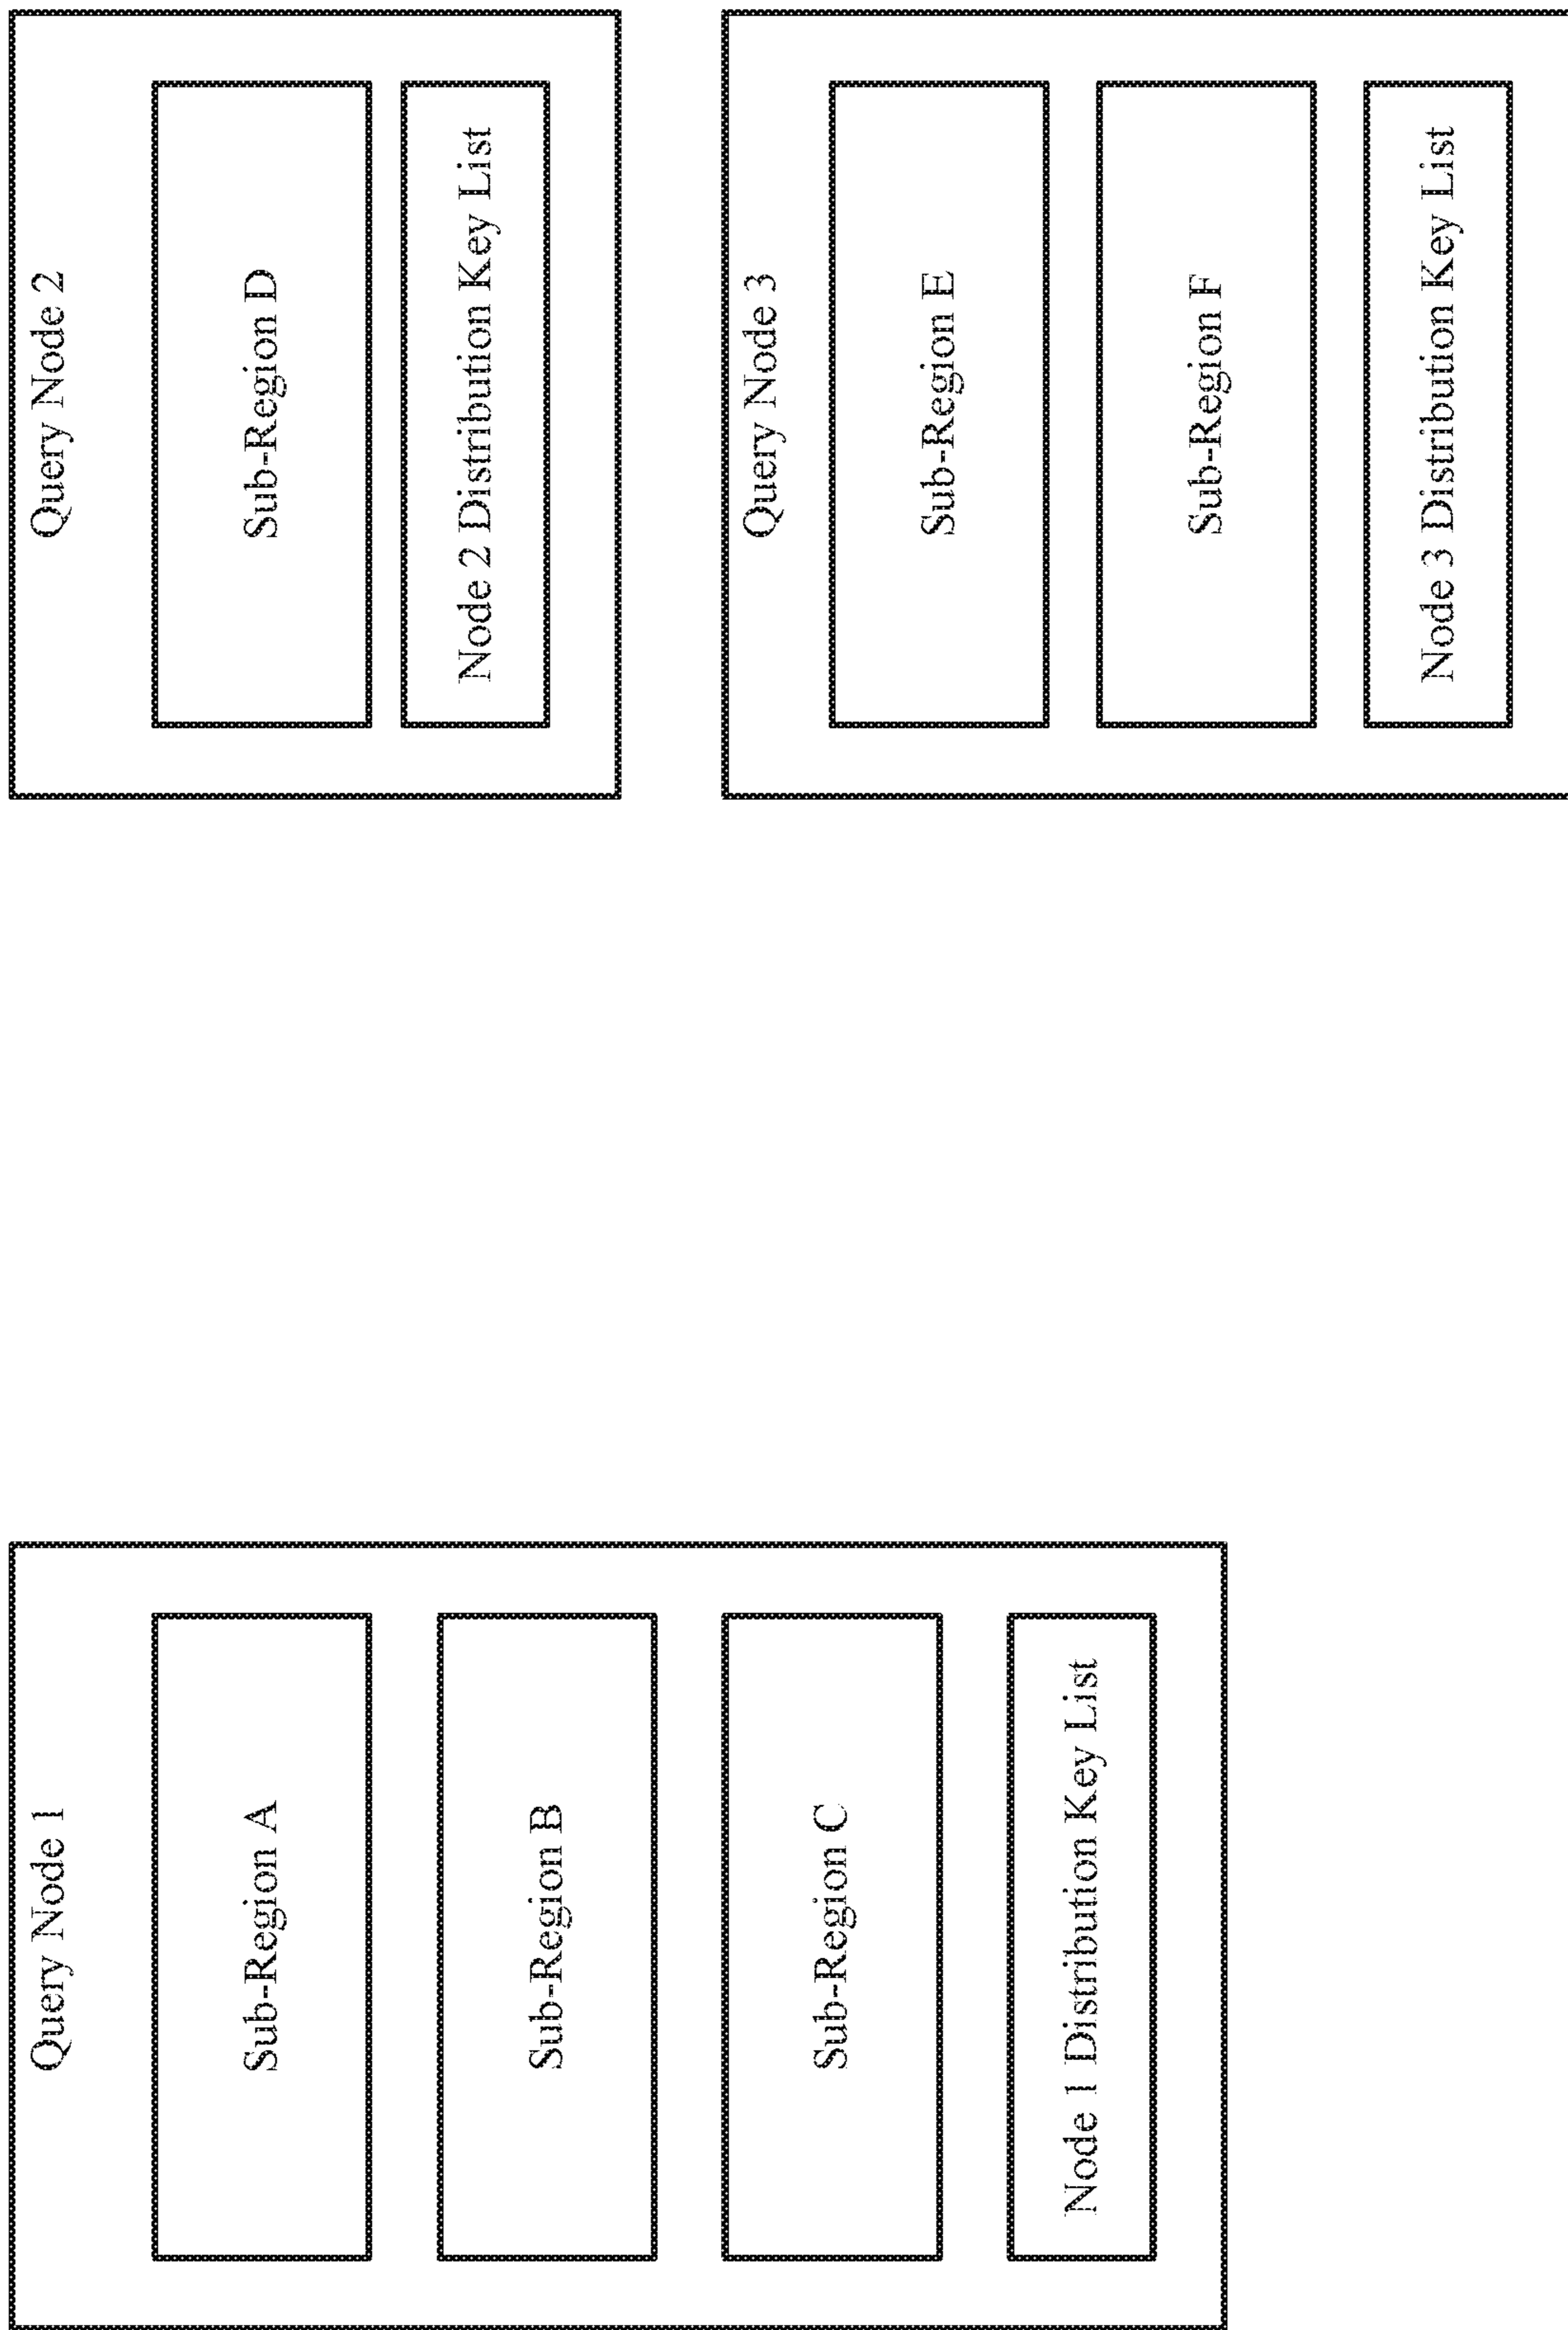 Query Node 1
Sub-Region A
Sub-Region B
Sub-Region C
Node 1 Distribution Key List
Query Node 2
Sub-Region D
Node 2 Distribution Key List
Query Node 3
Sub-Region E
Sub-Region F
Node 3 Distribution Key List